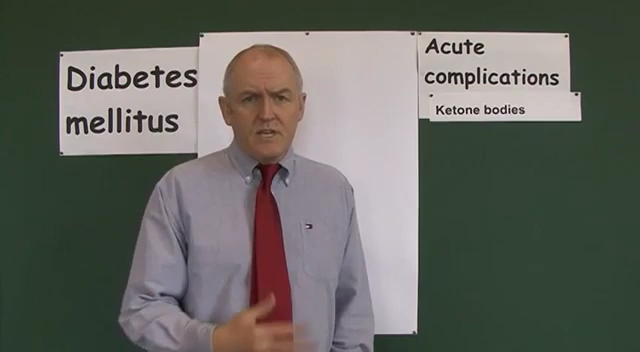 Diabetes
mellitus
Acute
complications
Ketone bodies